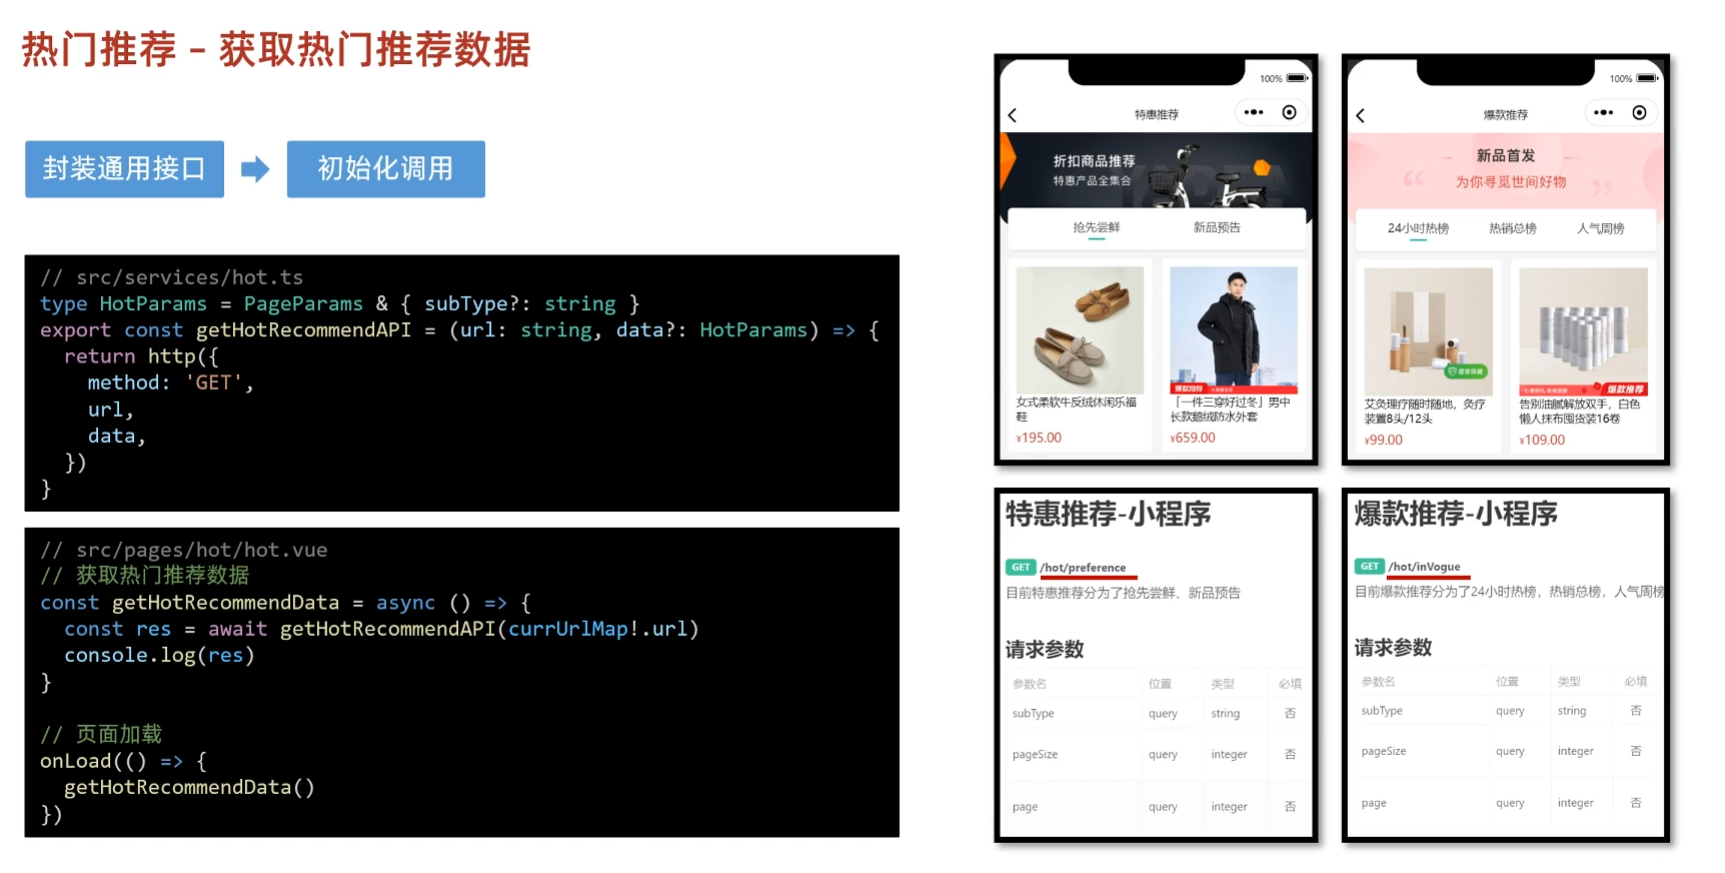 热门推荐 – 获取热门推荐数据
封装通用接口
初始化调用
// src/services/hot.ts
type HotParams = PageParams & { subType?: string }
export const getHotRecommendAPI = (url: string, data?: HotParams) => {
return http({
method: 'GET',
url,
data,
})
}
// src/pages/hot/hot.vue
// 获取热门推荐数据
const getHotRecommendData = async () => {
const res = await getHotRecommendAPI(currUrlMap!.url)
console.log(res)
}
// 页面加载
onLoad(() => {
getHotRecommendData()
})
100%
特惠推荐
折扣商品推荐
特惠产品全集合
抢先尝鲜 新品预告
爆款推荐
女式柔软牛反绒休闲乐福
鞋
¥195.00
「一件三穿好过冬」男中
长款鹅绒防水外套
¥659.00
100%
爆款推荐
新品首发
为你寻觅世间好物
24小时热榜 热销总榜 人气周榜
艾灸理疗随时随地，灸疗
装置8头/12头
¥99.00
爆款推荐
告别油腻解放双手，白色
懒人抹布囤货装16卷
¥109.00
特惠推荐-小程序
GET /hot/preference
目前特惠推荐分为了抢先尝鲜、新品预告
请求参数
参数名 位置 类型 必填
subType query string 否
pageSize query integer 否
page query integer 否
爆款推荐-小程序
GET /hot/inVogue
目前爆款推荐分为了24小时热榜，热销总榜，人气周榜
请求参数
参数名 位置 类型 必填
subType query string 否
pageSize query integer 否
page query integer 否